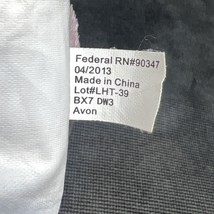 Federal RN#90347
04/2013
Made in China
Lot#LHT-39
BX7 DW3
Avon